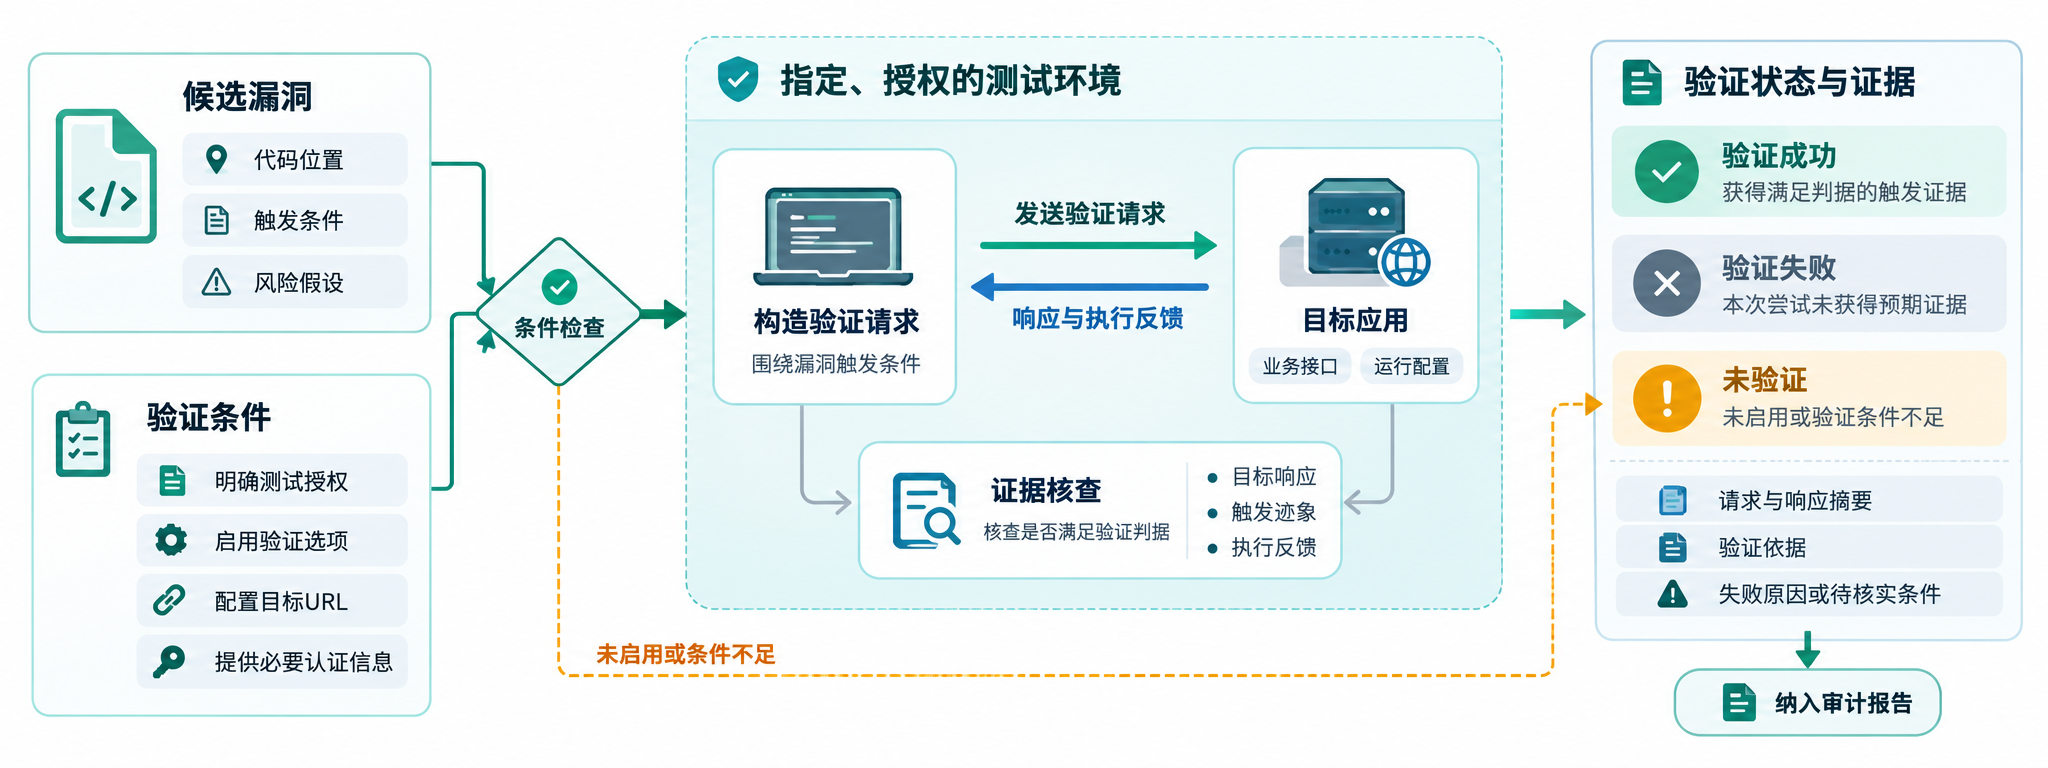 候选漏洞
代码位置
触发条件
风险假设
验证条件
明确测试授权
启用验证选项
配置目标URL
提供必要认证信息
条件检查
未启用或条件不足
指定、授权的测试环境
构造验证请求
围绕漏洞触发条件
发送验证请求
响应与执行反馈
目标应用
业务接口
运行配置
证据核查
核查是否满足验证判据
目标响应
触发迹象
执行反馈
验证状态与证据
验证成功
获得满足判据的触发证据
验证失败
本次尝试未获得预期证据
未验证
未启用或验证条件不足
请求与响应摘要
验证依据
失败原因或待核实条件
纳入审计报告